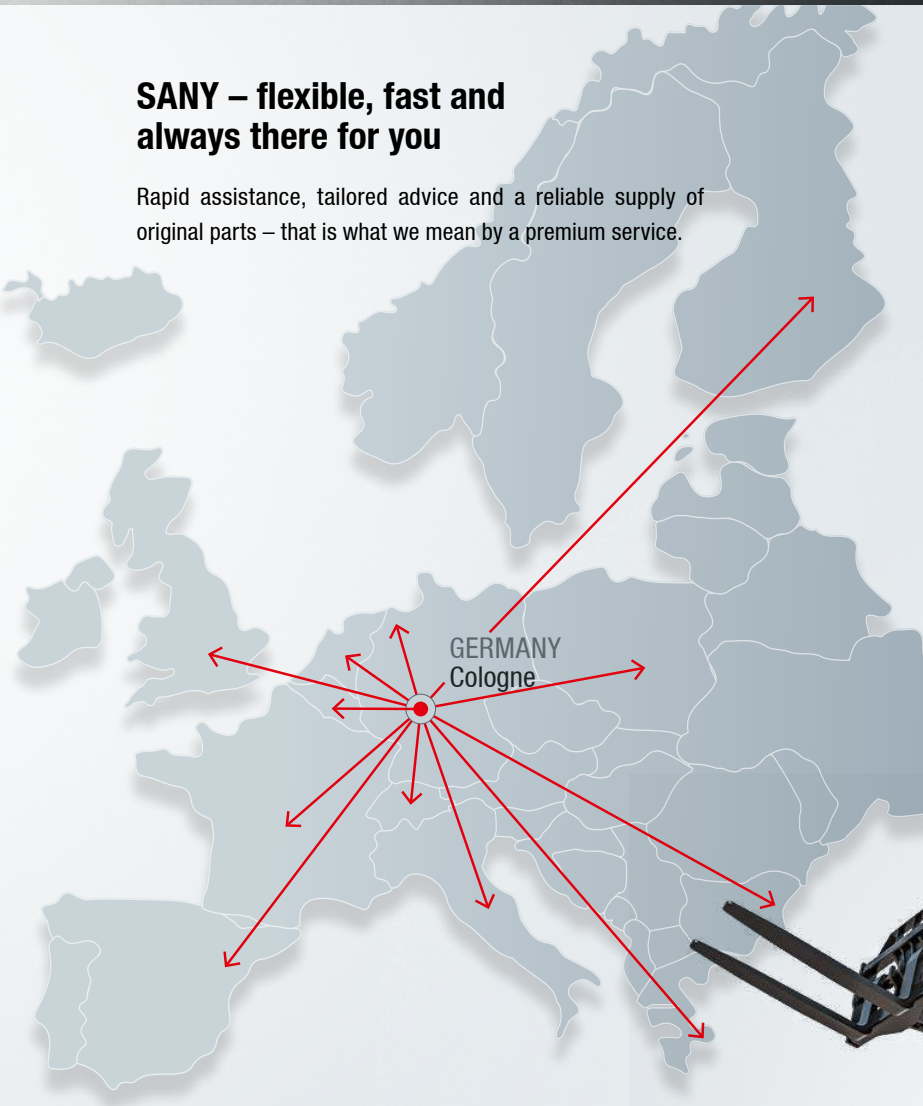 SANY – flexible, fast and
always there for you
Rapid assistance, tailored advice and a reliable supply of
original parts – that is what we mean by a premium service.
GERMANY
Cologne